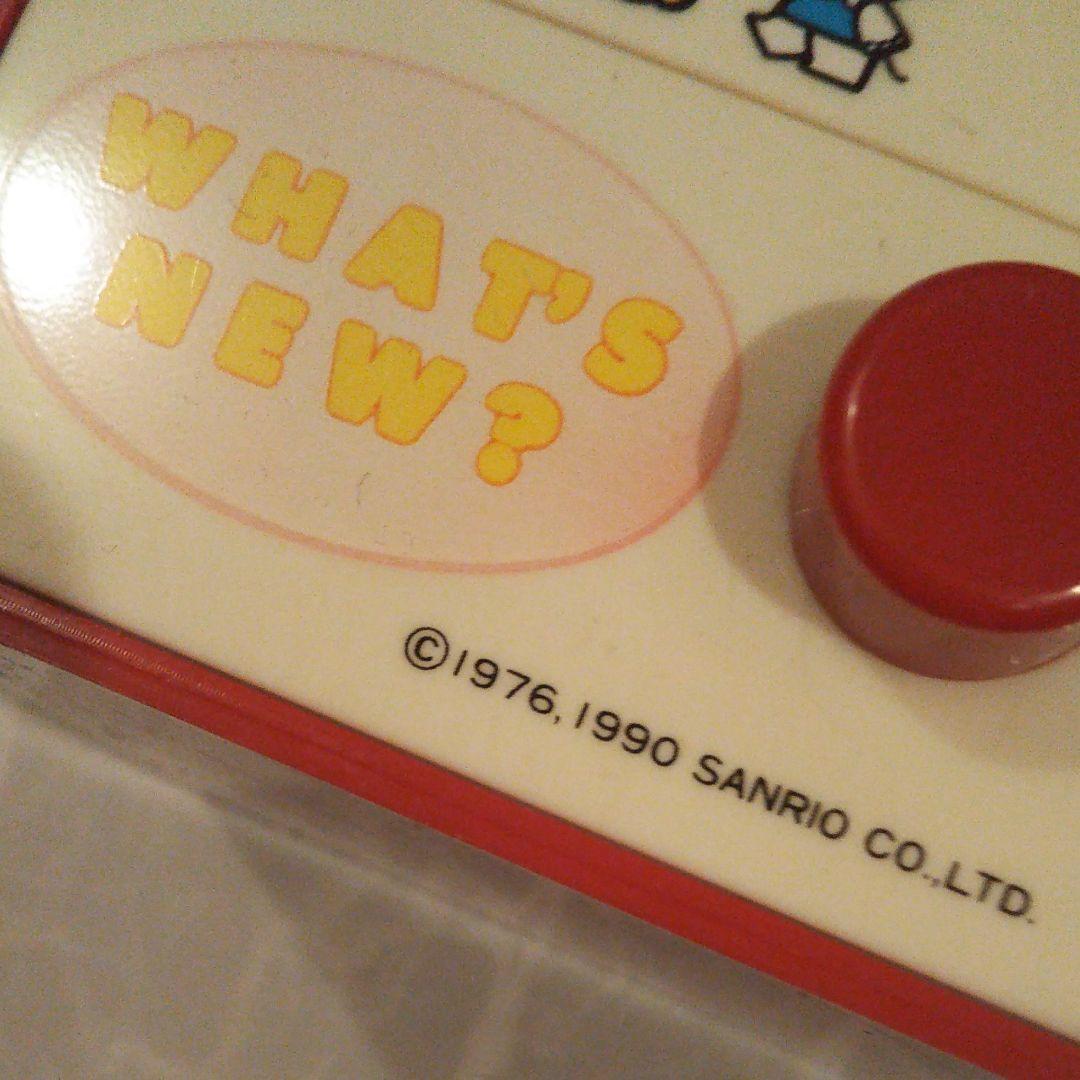 WHAT'S
NEW?
©1976, 1990 SANRIO CO.,LTD.